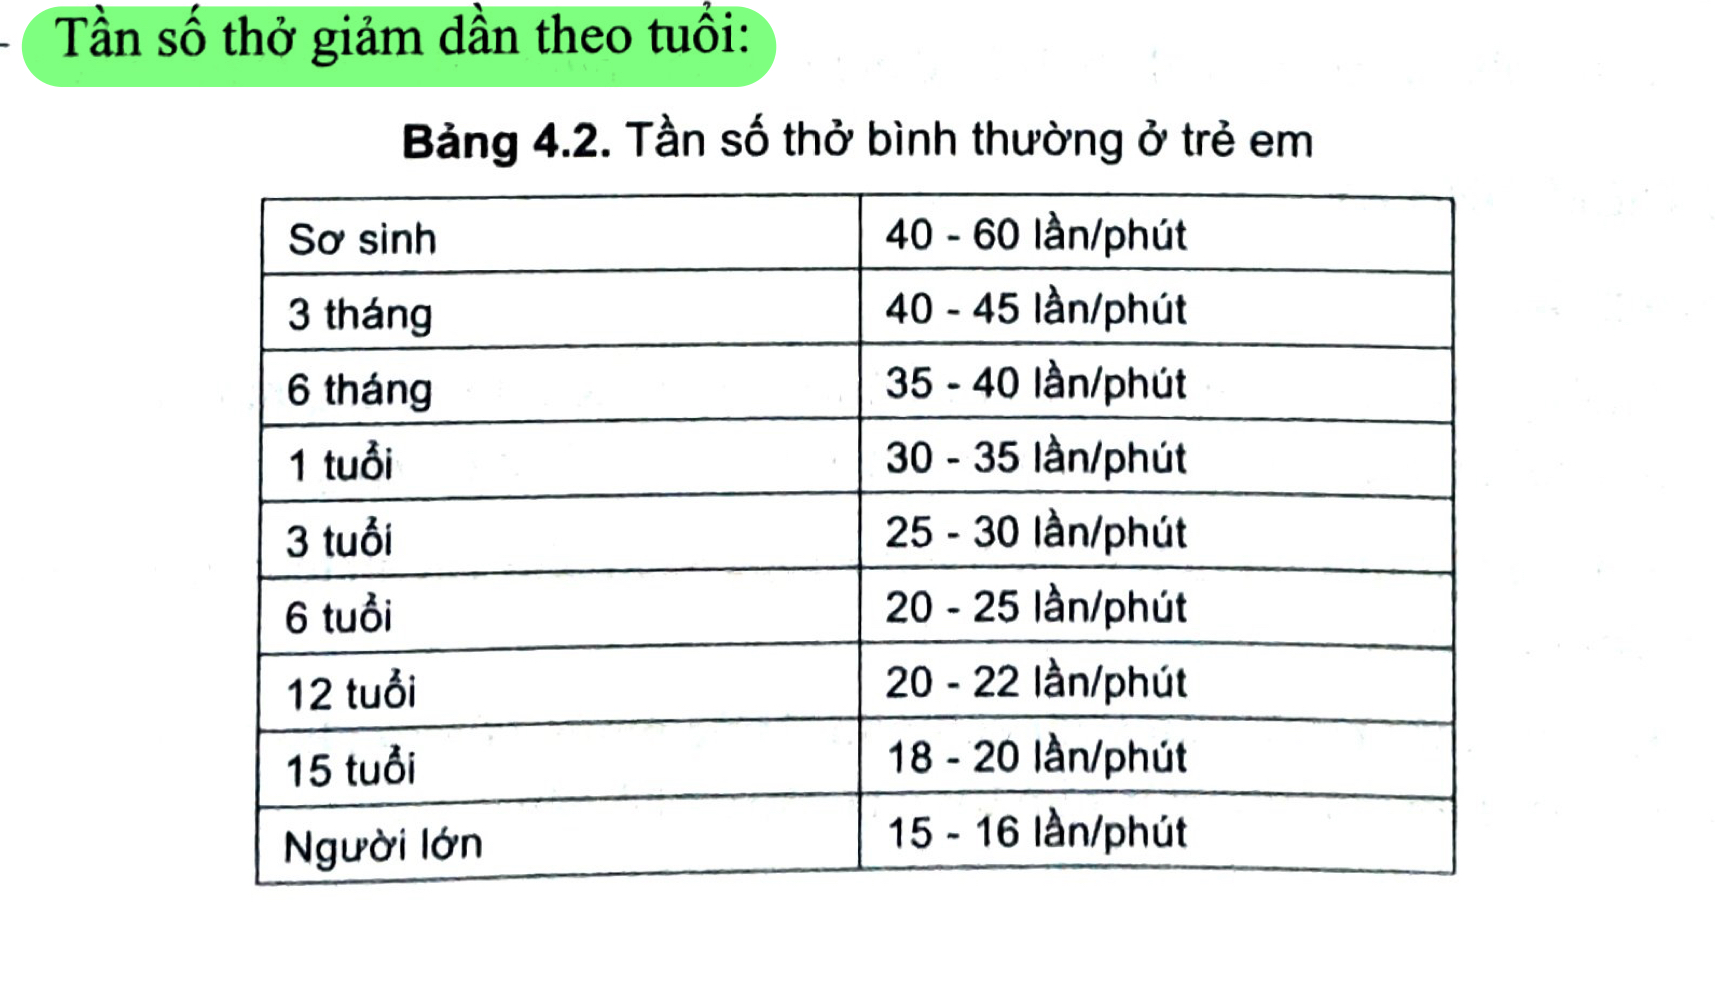 - Tần số thở giảm dần theo tuổi:
Bảng 4.2. Tần số thở bình thường ở trẻ em
Sơ sinh 40 - 60 lần/phút
3 tháng 40 - 45 lần/phút
6 tháng 35 - 40 lần/phút
1 tuổi 30 - 35 lần/phút
3 tuổi 25 - 30 lần/phút
6 tuổi 20 - 25 lần/phút
12 tuổi 20 - 22 lần/phút
15 tuổi 18 - 20 lần/phút
Người lớn 15 - 16 lần/phút